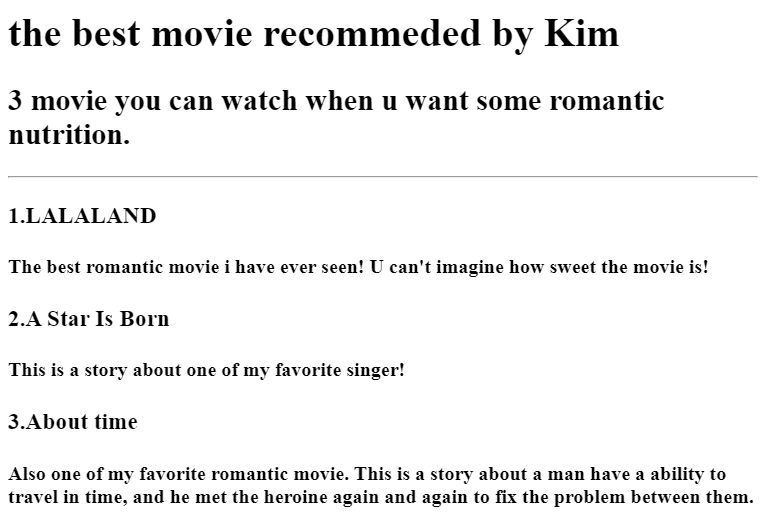 the best movie recommeded by Kim
3 movie you can watch when u want some romantic
nutrition.
1.LALALAND
The best romantic movie i have ever seen! U can't imagine how sweet the movie is!
2.A Star Is Born
This is a story about one of my favorite singer!
3.About time
Also one of my favorite romantic movie. This is a story about a man have a ability to
travel in time, and he met the heroine again and again to fix the problem between them.